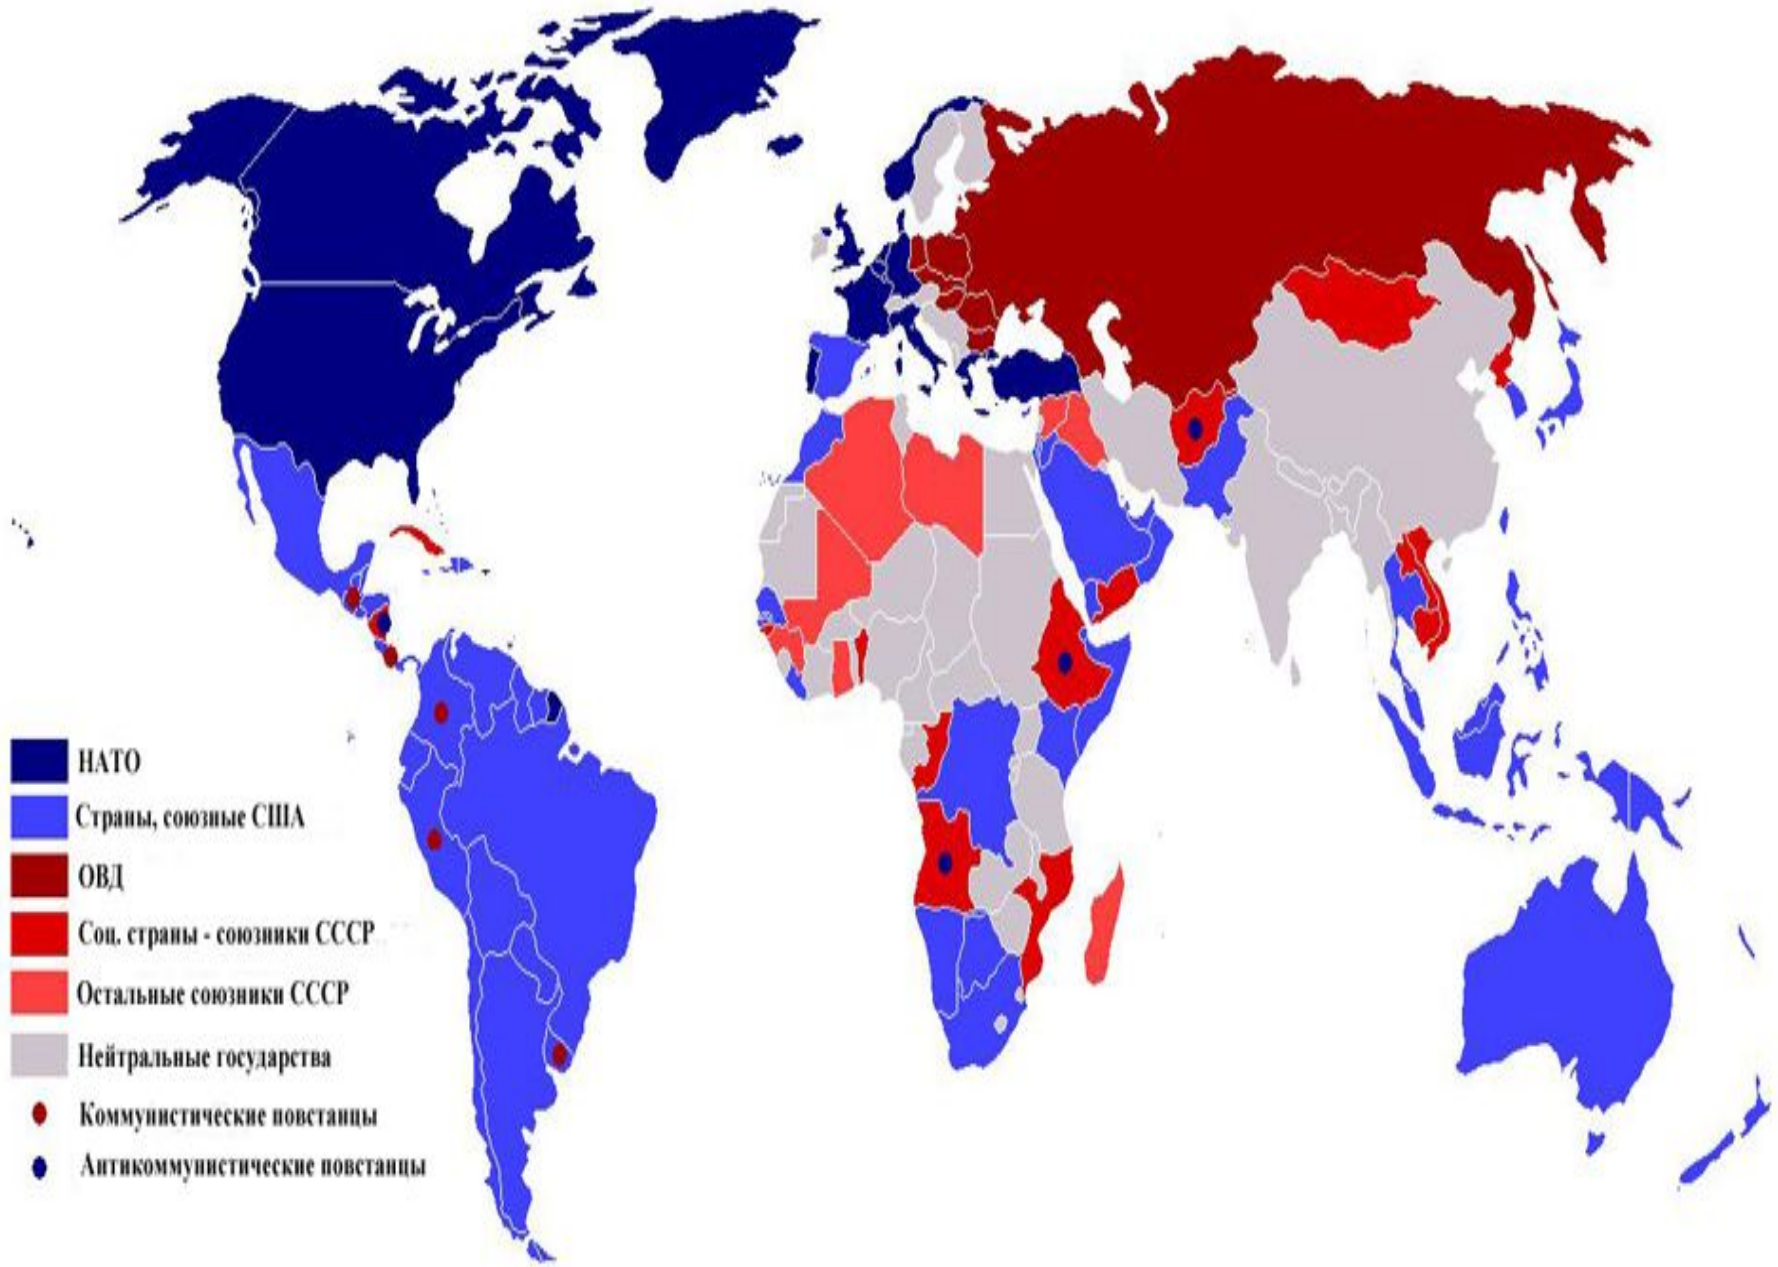 НАТО
Страны, союзные США
ОВД
Соц. страны - союзники СССР
Остальные союзники СССР
Нейтральные государства
Коммунистические повстанцы
Антикоммунистические повстанцы